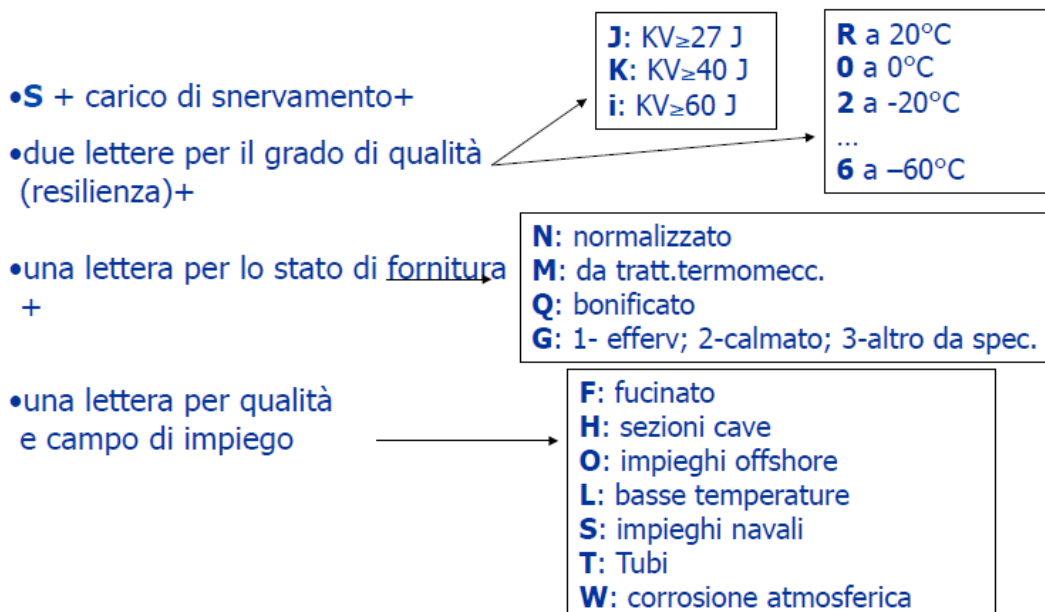 •S + carico di snervamento+
•due lettere per il grado di qualità
(resilienza)+
J: KV≥27 J
K: KV≥40 J
i: KV≥60 J
R a 20°C
0 a 0°C
2 a -20°C
...
6 a –60°C
•una lettera per lo stato di fornitura
+
N: normalizzato
M: da tratt.termomecc.
Q: bonificato
G: 1- efferv; 2-calmato; 3-altro da spec.
•una lettera per qualità
e campo di impiego
F: fucinato
H: sezioni cave
O: impieghi offshore
L: basse temperature
S: impieghi navali
T: Tubi
W: corrosione atmosferica